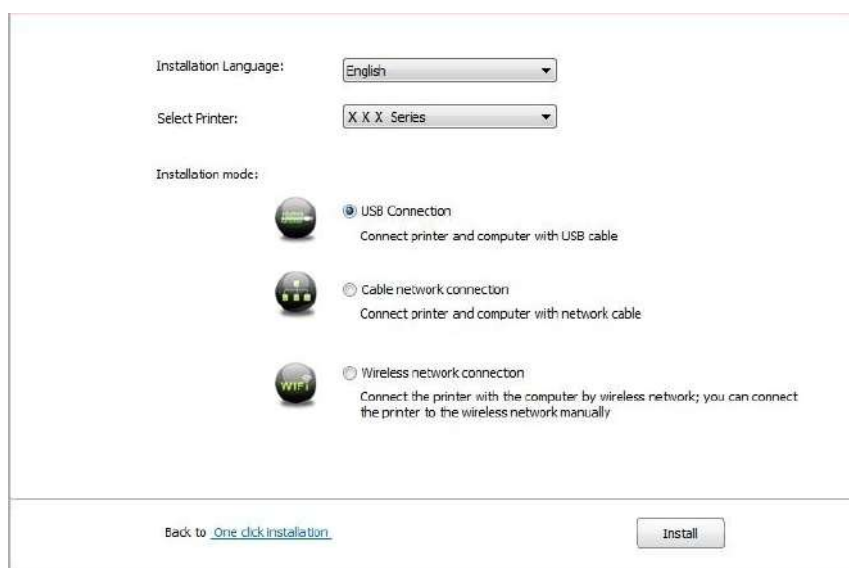 Installation Language:
English
Select Printer:
X X X Series
Installation mode:
USB Connection
Connect printer and computer with USB cable
Cable network connection
Connect printer and computer with network cable
WIFI
Wireless network connection
Connect the printer with the computer by wireless network; you can connect
the printer to the wireless network manually
Back to One click installation
Install